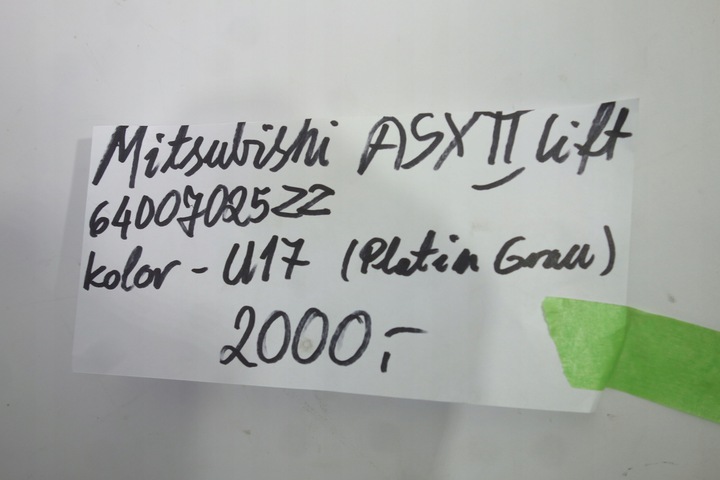 Mitsubishi ASX II lift
6400J025ZZ
kolor - U17 (Platin Grau)
2000,-